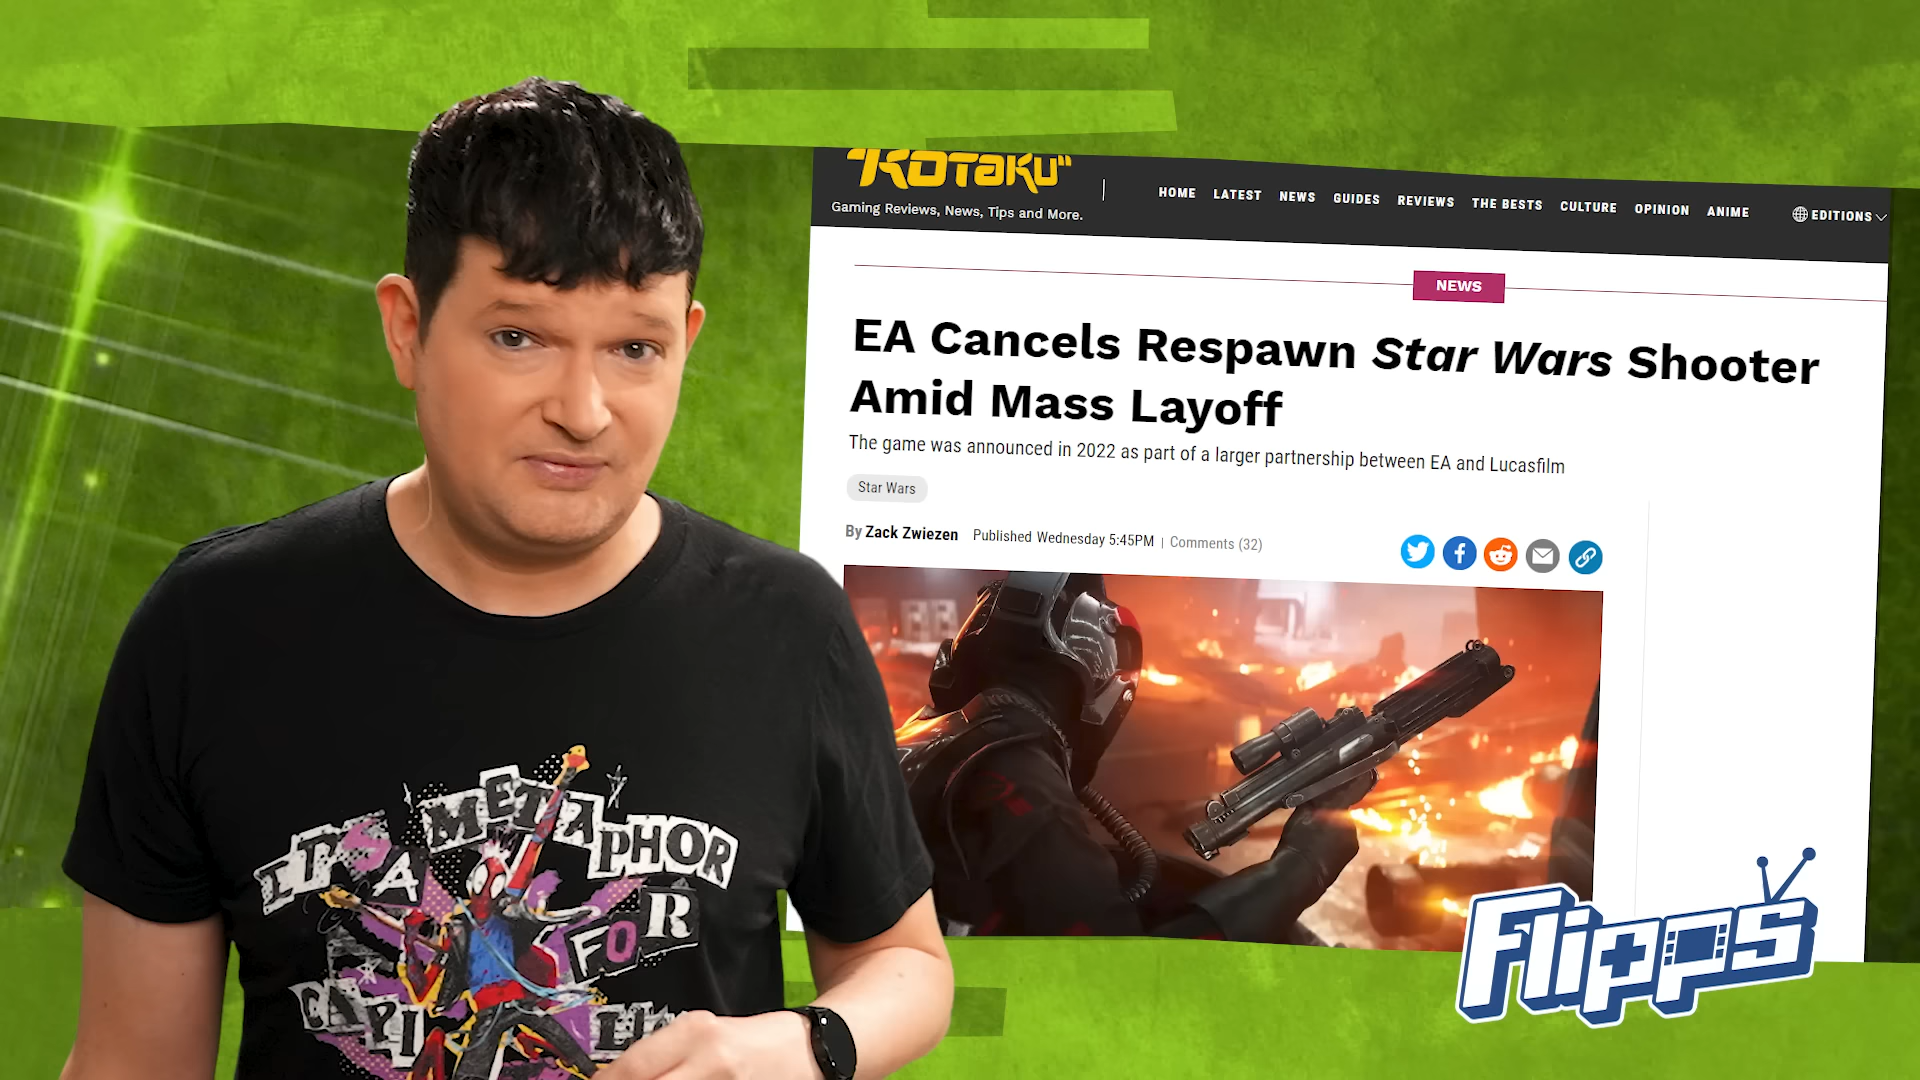 KOTAKU
Gaming Reviews, News, Tips and More.
HOME LATEST NEWS GUIDES REVIEWS THE BESTS CULTURE OPINION ANIME EDITIONS
NEWS
EA Cancels Respawn Star Wars Shooter
Amid Mass Layoff
The game was announced in 2022 as part of a larger partnership between EA and Lucasfilm
Star Wars
By Zack Zwiezen Published Wednesday 5:45PM | Comments (32)
IT'S A METAPHOR
FOR
CAPI
Flipps